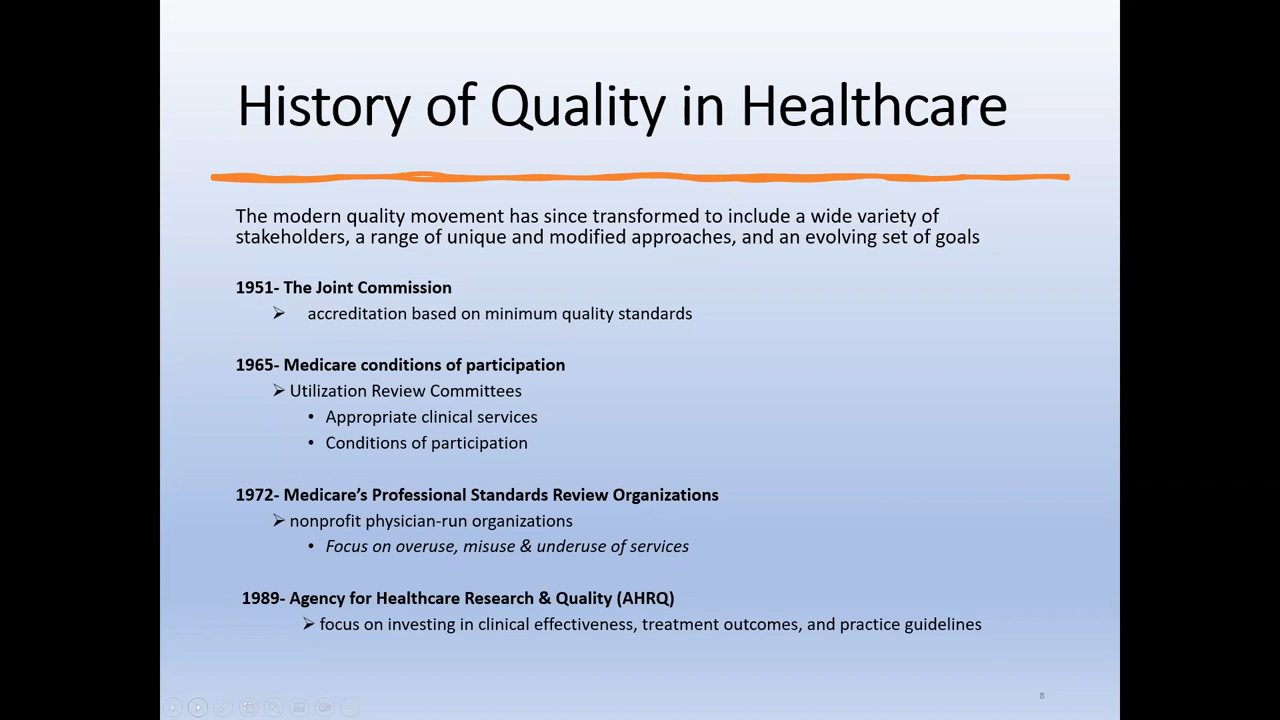 History of Quality in Healthcare
The modern quality movement has since transformed to include a wide variety of
stakeholders, a range of unique and modified approaches, and an evolving set of goals
1951- The Joint Commission
➢ accreditation based on minimum quality standards
1965- Medicare conditions of participation
➢ Utilization Review Committees
• Appropriate clinical services
• Conditions of participation
1972- Medicare’s Professional Standards Review Organizations
➢ nonprofit physician-run organizations
• Focus on overuse, misuse & underuse of services
1989- Agency for Healthcare Research & Quality (AHRQ)
➢ focus on investing in clinical effectiveness, treatment outcomes, and practice guidelines
8